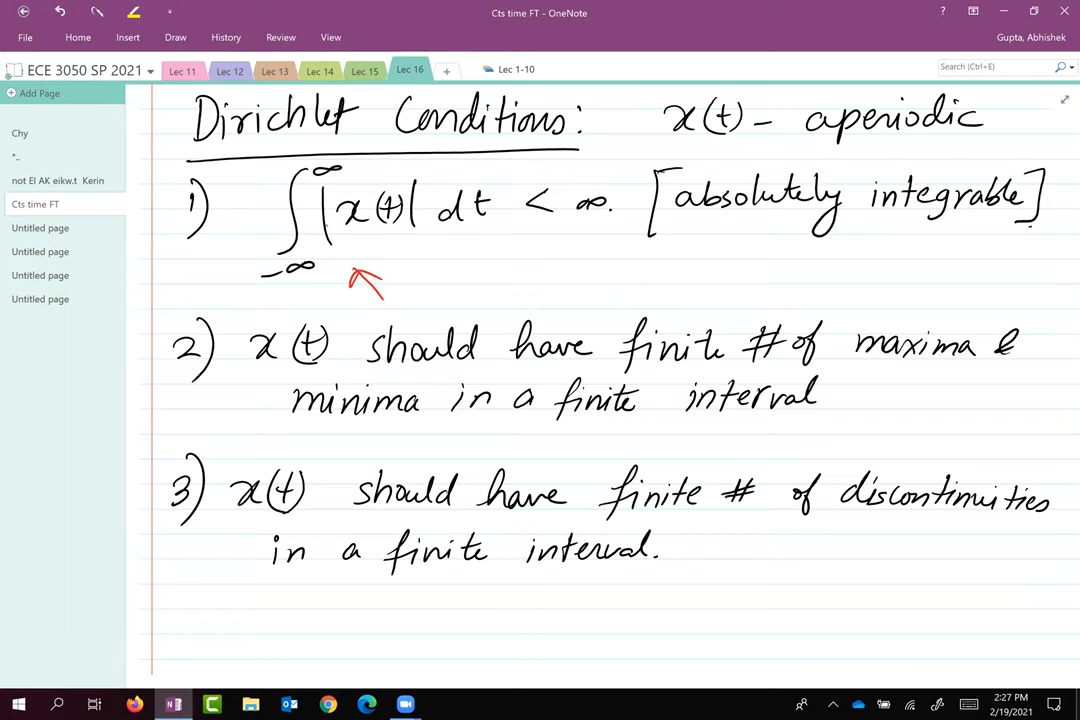 Cts time FT - OneNote
?
Gupta, Abhishek
File Home Insert Draw History Review View
ECE 3050 SP 2021
Lec 11 Lec 12 Lec 13 Lec 14 Lec 15 Lec 16 + Lec 1-10
Search (Ctrl+E)
Add Page
Chy
*..
not EI AK eikw.t Kerin
Cts time FT
Untitled page
Untitled page
Untitled page
Untitled page
Dirichlet Conditions: x(t) - aperiodic
1) ∫_{-∞}^{∞} |x(t)| dt < ∞. [absolutely integrable]
2) x(t) should have finite # of maxima &
minima in a finite interval
3) x(t) should have finite # of discontinuities
in a finite interval.
2:27 PM
2/19/2021